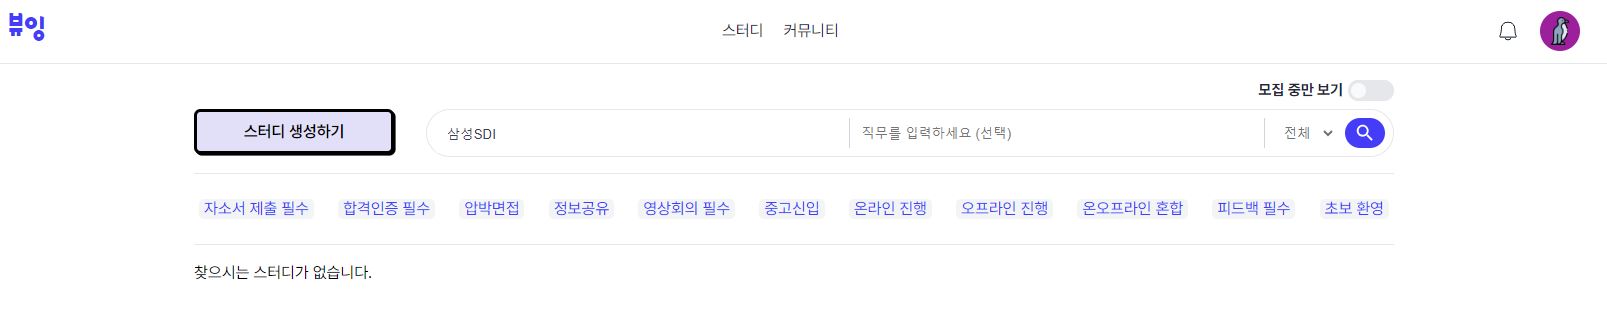 뷰잉
스터디 커뮤니티
모집 중만 보기
스터디 생성하기 삼성SDI 직무를 입력하세요 (선택) 전체
자소서 제출 필수 합격인증 필수 압박면접 정보공유 영상회의 필수 중고신입 온라인 진행 오프라인 진행 온오프라인 혼합 피드백 필수 초보 환영
찾으시는 스터디가 없습니다.